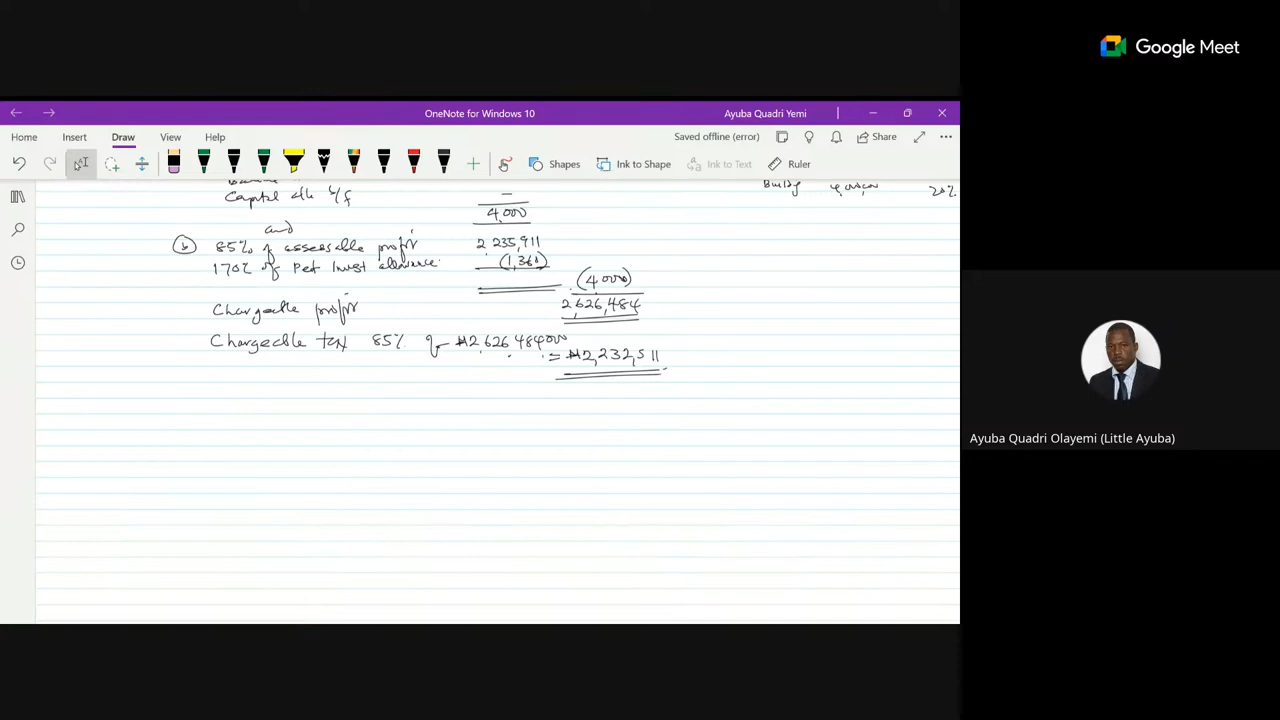 Google Meet
OneNote for Windows 10
Ayuba Quadri Yemi
Home Insert Draw View Help
Saved offline (error)
Share
Shapes
Ink to Shape
Ink to Text
Ruler
Capital all b/f —
4,000
20%
and
(b) 85% of assessable profit 2 235,911
170% of Pet Invest allowance (1,360)
(4,000)
Chargeable profit 2,626,484
Chargeable tax 85% of ₦2,626,484,000
= ₦2,232,511
Ayuba Quadri Olayemi (Little Ayuba)